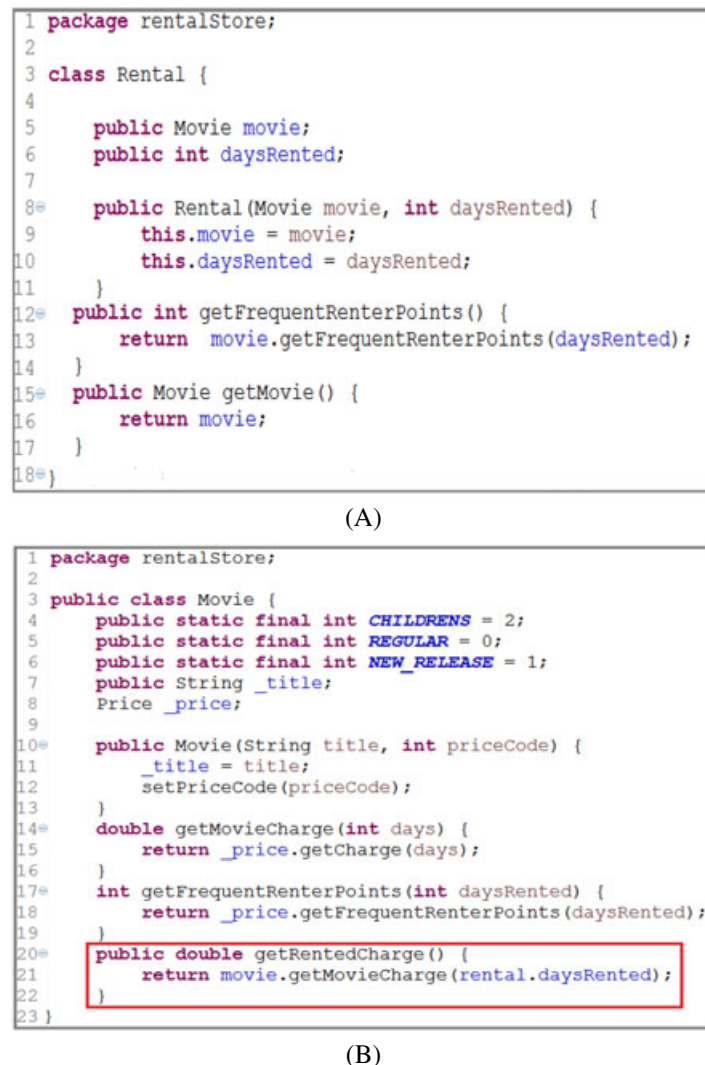 1 package rentalStore;
2
3 class Rental {
4
5 public Movie movie;
6 public int daysRented;
7
8 public Rental(Movie movie, int daysRented) {
9 this.movie = movie;
10 this.daysRented = daysRented;
11 }
12 public int getFrequentRenterPoints() {
13 return movie.getFrequentRenterPoints(daysRented);
14 }
15 public Movie getMovie() {
16 return movie;
17 }
18 }
(A)
1 package rentalStore;
2
3 public class Movie {
4 public static final int CHILDRENS = 2;
5 public static final int REGULAR = 0;
6 public static final int NEW_RELEASE = 1;
7 public String _title;
8 Price _price;
9
10 public Movie(String title, int priceCode) {
11 _title = title;
12 setPriceCode(priceCode);
13 }
14 double getMovieCharge(int days) {
15 return _price.getCharge(days);
16 }
17 int getFrequentRenterPoints(int daysRented) {
18 return _price.getFrequentRenterPoints(daysRented);
19 }
20 public double getRentedCharge() {
21 return movie.getMovieCharge(rental.daysRented);
22 }
23 }
(B)